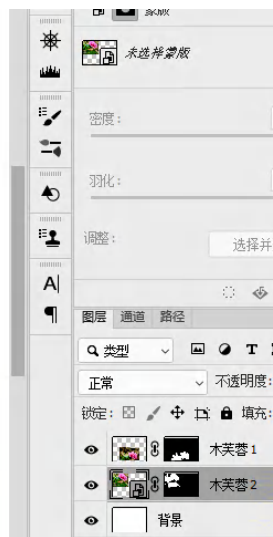 蒙版
未选择蒙版
密度：
羽化：
调整：
选择并
A|
¶
图层 通道 路径
类型 T
正常 不透明度：
锁定： 填充：
木芙蓉1
木芙蓉2
背景